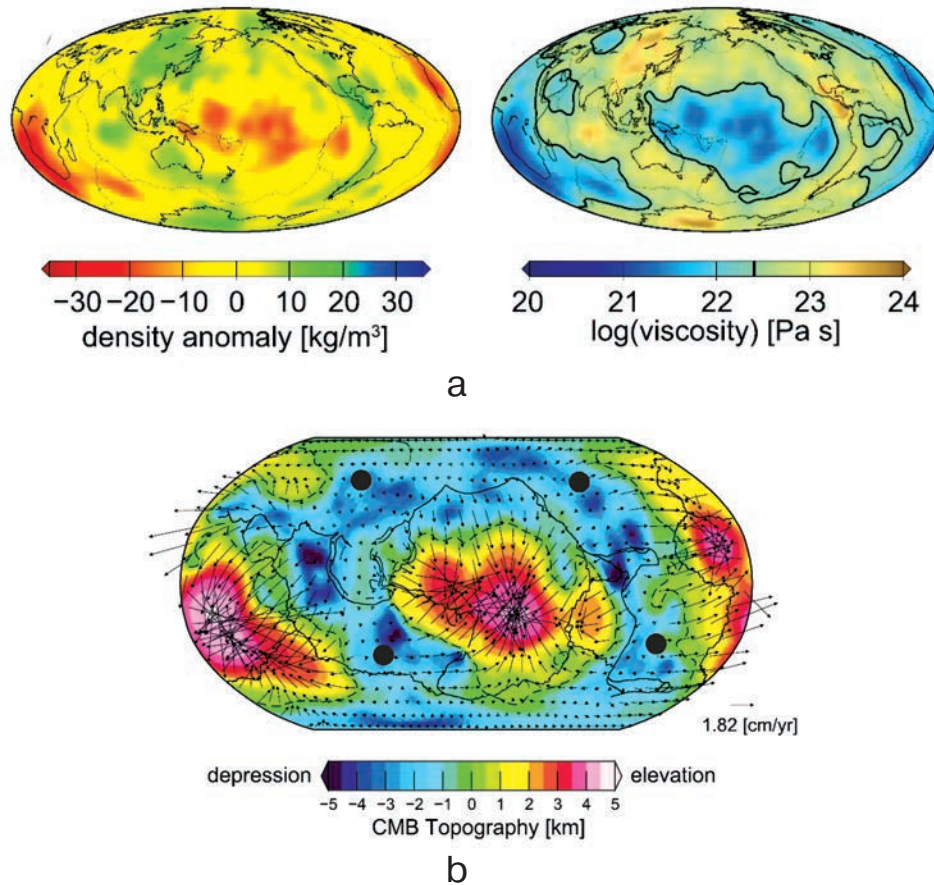 −30 −20 −10 0 10 20 30
density anomaly [kg/m³]
20 21 22 23 24
log(viscosity) [Pa s]
a
1.82 [cm/yr]
depression
elevation
−5 −4 −3 −2 −1 0 1 2 3 4 5
CMB Topography [km]
b